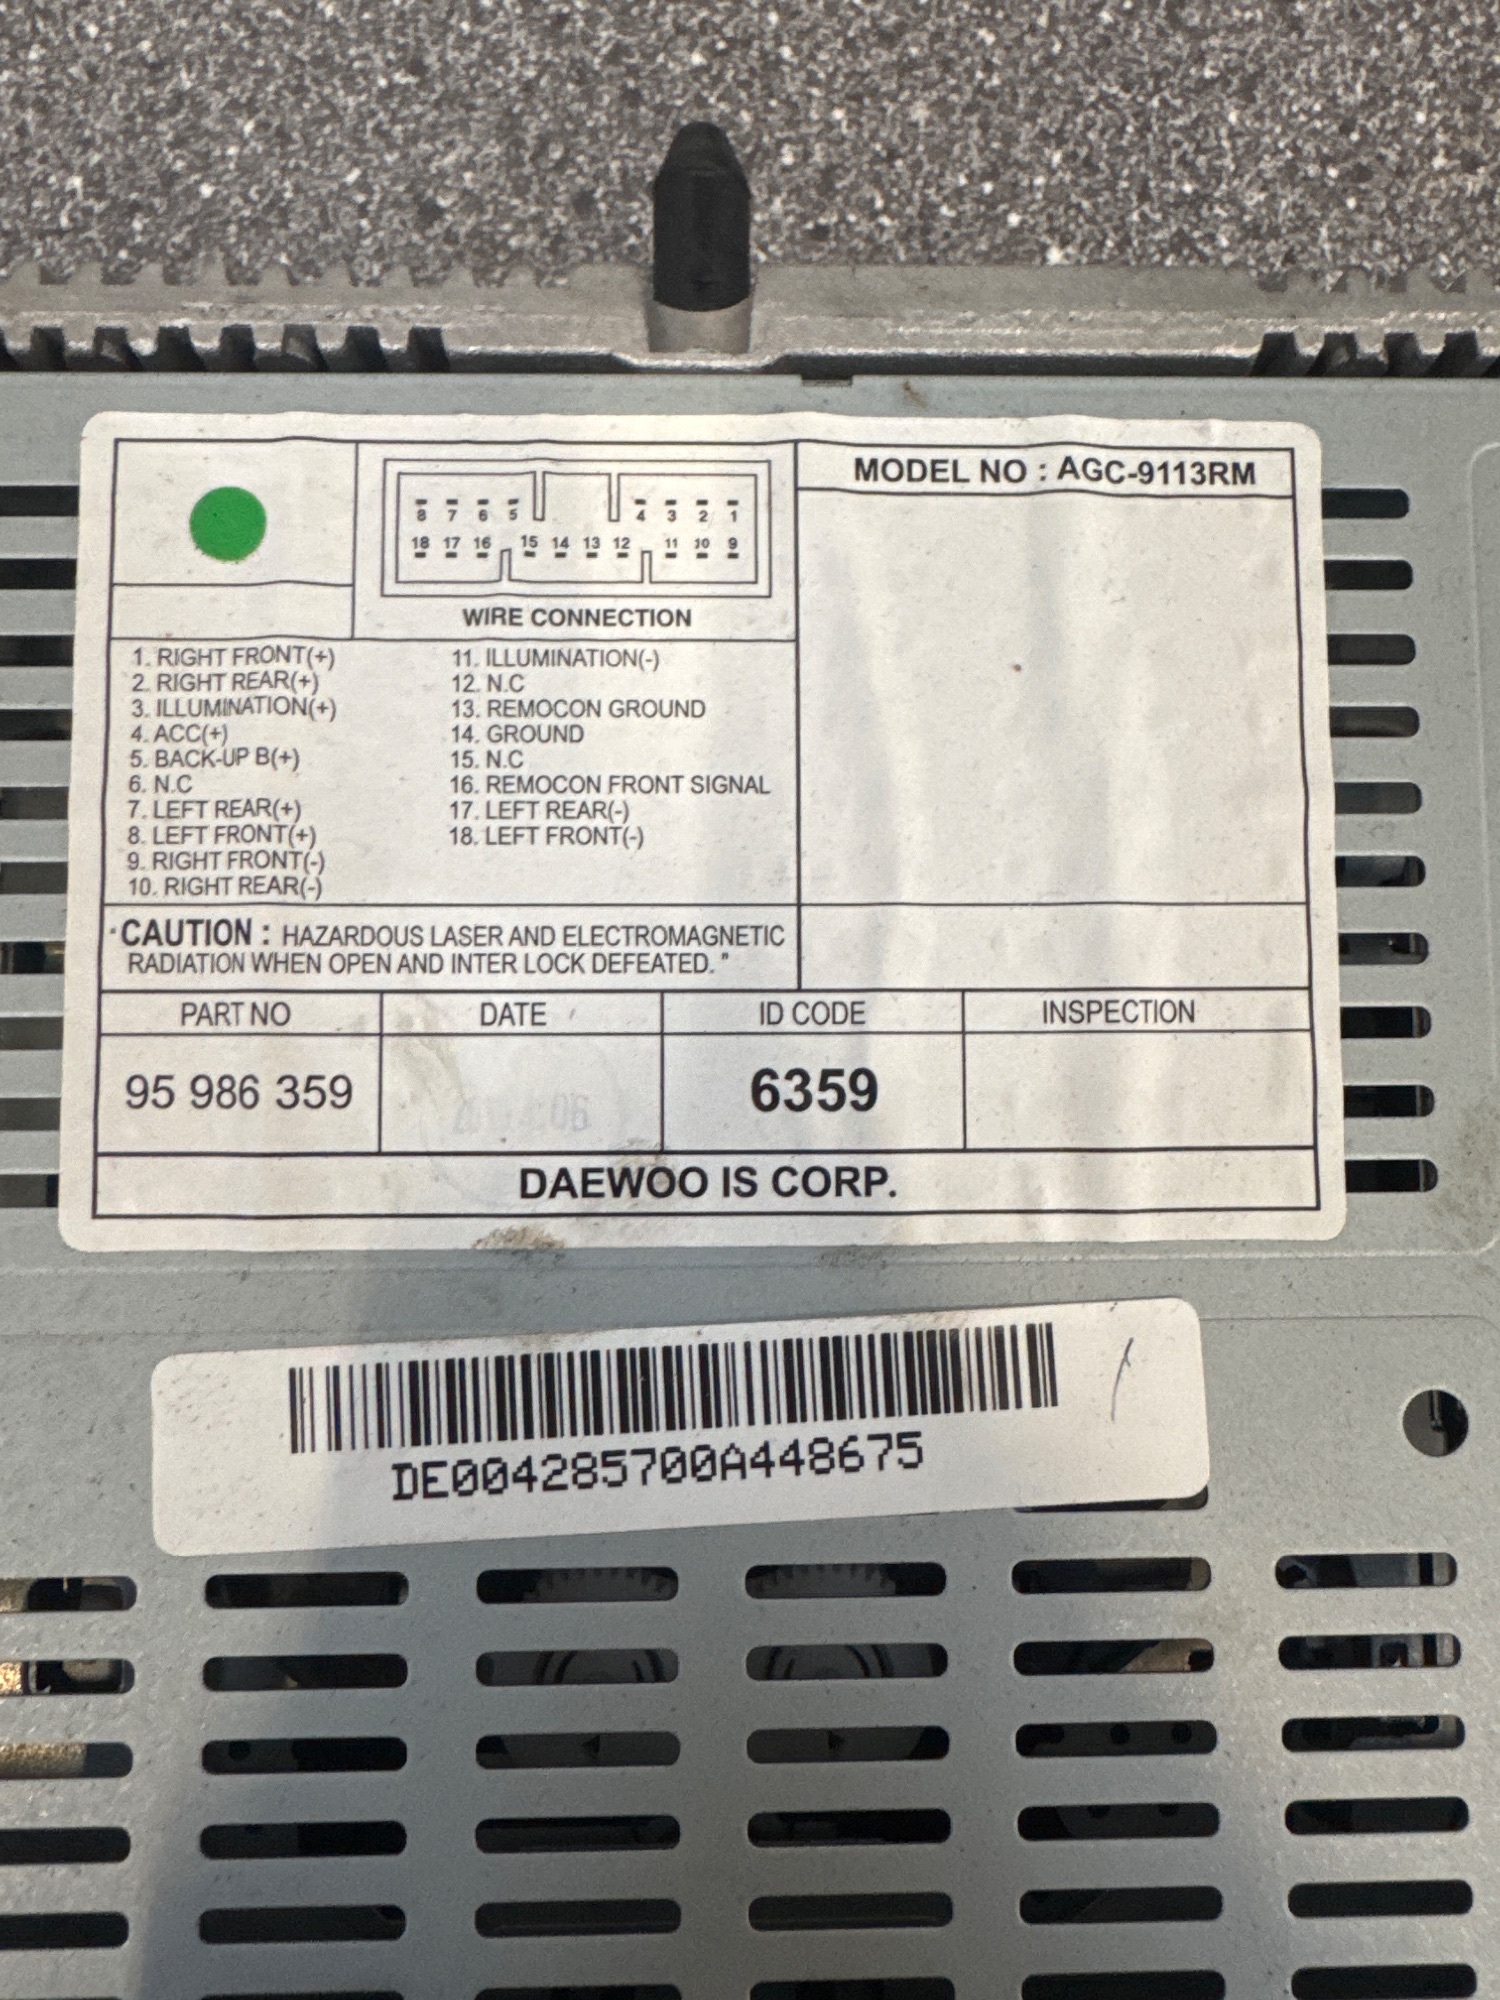 MODEL NO : AGC-9113RM
8 7 6 5 4 3 2 1
18 17 16 15 14 13 12 11 10 9
WIRE CONNECTION
1. RIGHT FRONT(+)
2. RIGHT REAR(+)
3. ILLUMINATION(+)
4. ACC(+)
5. BACK-UP B(+)
6. N.C
7. LEFT REAR(+)
8. LEFT FRONT(+)
9. RIGHT FRONT(-)
10. RIGHT REAR(-)
11. ILLUMINATION(-)
12. N.C
13. REMOCON GROUND
14. GROUND
15. N.C
16. REMOCON FRONT SIGNAL
17. LEFT REAR(-)
18. LEFT FRONT(-)
"CAUTION : HAZARDOUS LASER AND ELECTROMAGNETIC
RADIATION WHEN OPEN AND INTER LOCK DEFEATED."
PART NO DATE ID CODE INSPECTION
95 986 359 6359
DAEWOO IS CORP.
DE004285700A448675